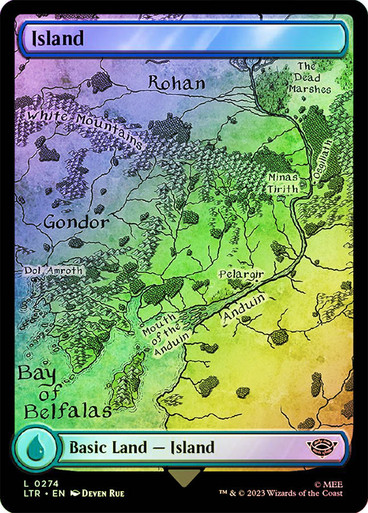 Island
Rohan
The
Dead
Marshes
White Mountains
Osgiliath
Minas
Tirith
Gondor
Dol Amroth
Pelargir
Anduin
Mouth
of the
Anduin
Bay
of
Belfalas
Basic Land — Island
L 0274
LTR • EN Deven Rue
© MEE
™ & © 2023 Wizards of the Coast